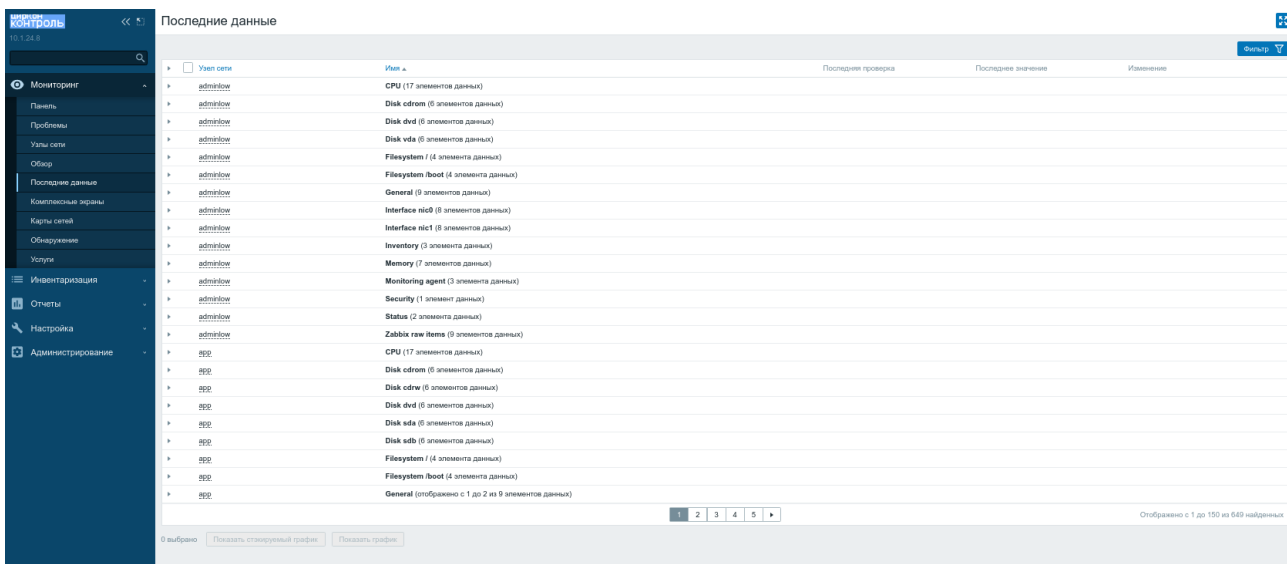 циркон
контроль
10.1.24.8
Последние данные
Фильтр
Узел сети Имя Последняя проверка Последнее значение Изменение
adminlow CPU (17 элементов данных)
adminlow Disk cdrom (6 элементов данных)
adminlow Disk dvd (6 элементов данных)
adminlow Disk vda (6 элементов данных)
adminlow Filesystem / (4 элемента данных)
adminlow Filesystem /boot (4 элемента данных)
adminlow General (9 элементов данных)
adminlow Interface nic0 (8 элементов данных)
adminlow Interface nic1 (8 элементов данных)
adminlow Inventory (3 элемента данных)
adminlow Memory (7 элементов данных)
adminlow Monitoring agent (3 элемента данных)
adminlow Security (1 элемент данных)
adminlow Status (2 элемента данных)
adminlow Zabbix raw items (9 элементов данных)
app CPU (17 элементов данных)
app Disk cdrom (6 элементов данных)
app Disk cdrw (6 элементов данных)
app Disk dvd (6 элементов данных)
app Disk sda (6 элементов данных)
app Disk sdb (6 элементов данных)
app Filesystem / (4 элемента данных)
app Filesystem /boot (4 элемента данных)
app General (отображено с 1 до 2 из 9 элементов данных)
1 2 3 4 5
Отображено с 1 до 150 из 649 найденных
0 выбрано Показать стэкируемый график Показать график
Мониторинг
Панель
Проблемы
Узлы сети
Обзор
Последние данные
Комплексные экраны
Карты сетей
Обнаружение
Услуги
Инвентаризация
Отчеты
Настройка
Администрирование